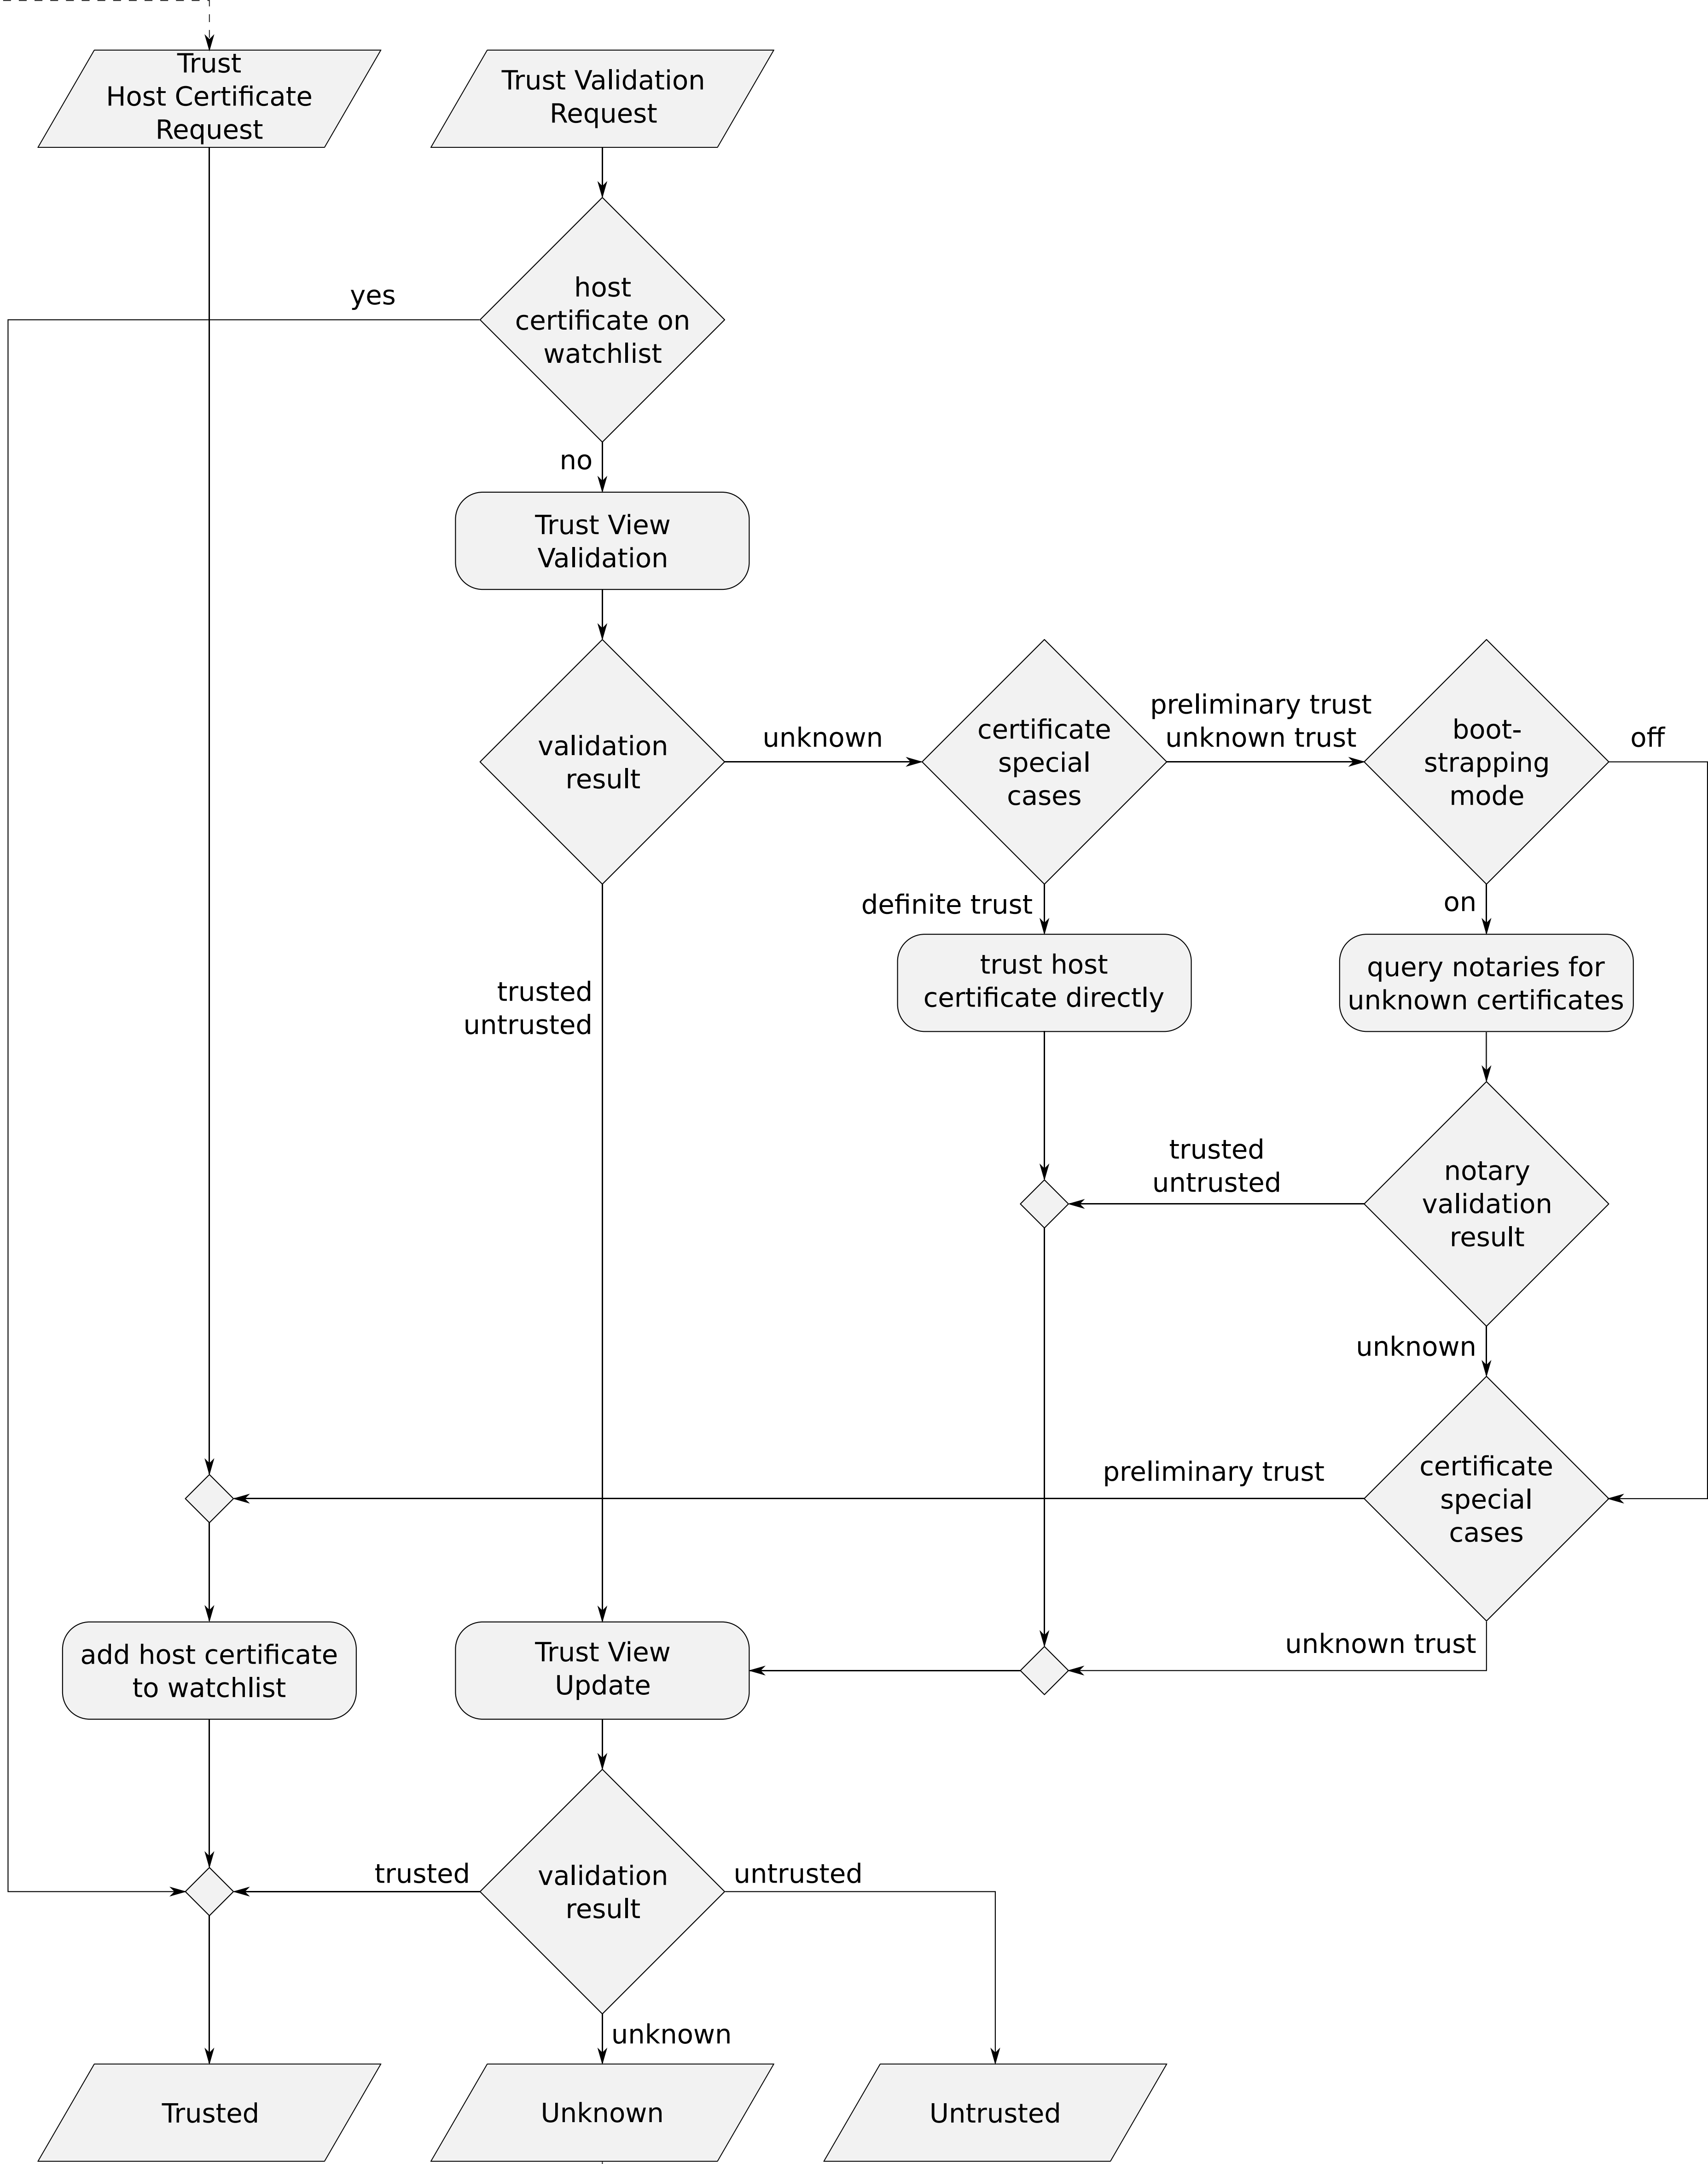 Trust
Host Certificate
Request
Trust Validation
Request
host
certificate on
watchlist
yes
no
Trust View
Validation
validation
result
unknown
certificate
special
cases
preliminary trust
unknown trust
boot-
strapping
mode
off
definite trust
on
trust host
certificate directly
query notaries for
unknown certificates
trusted
untrusted
trusted
untrusted
notary
validation
result
unknown
preliminary trust
certificate
special
cases
unknown trust
add host certificate
to watchlist
Trust View
Update
trusted
validation
result
untrusted
unknown
Trusted
Unknown
Untrusted